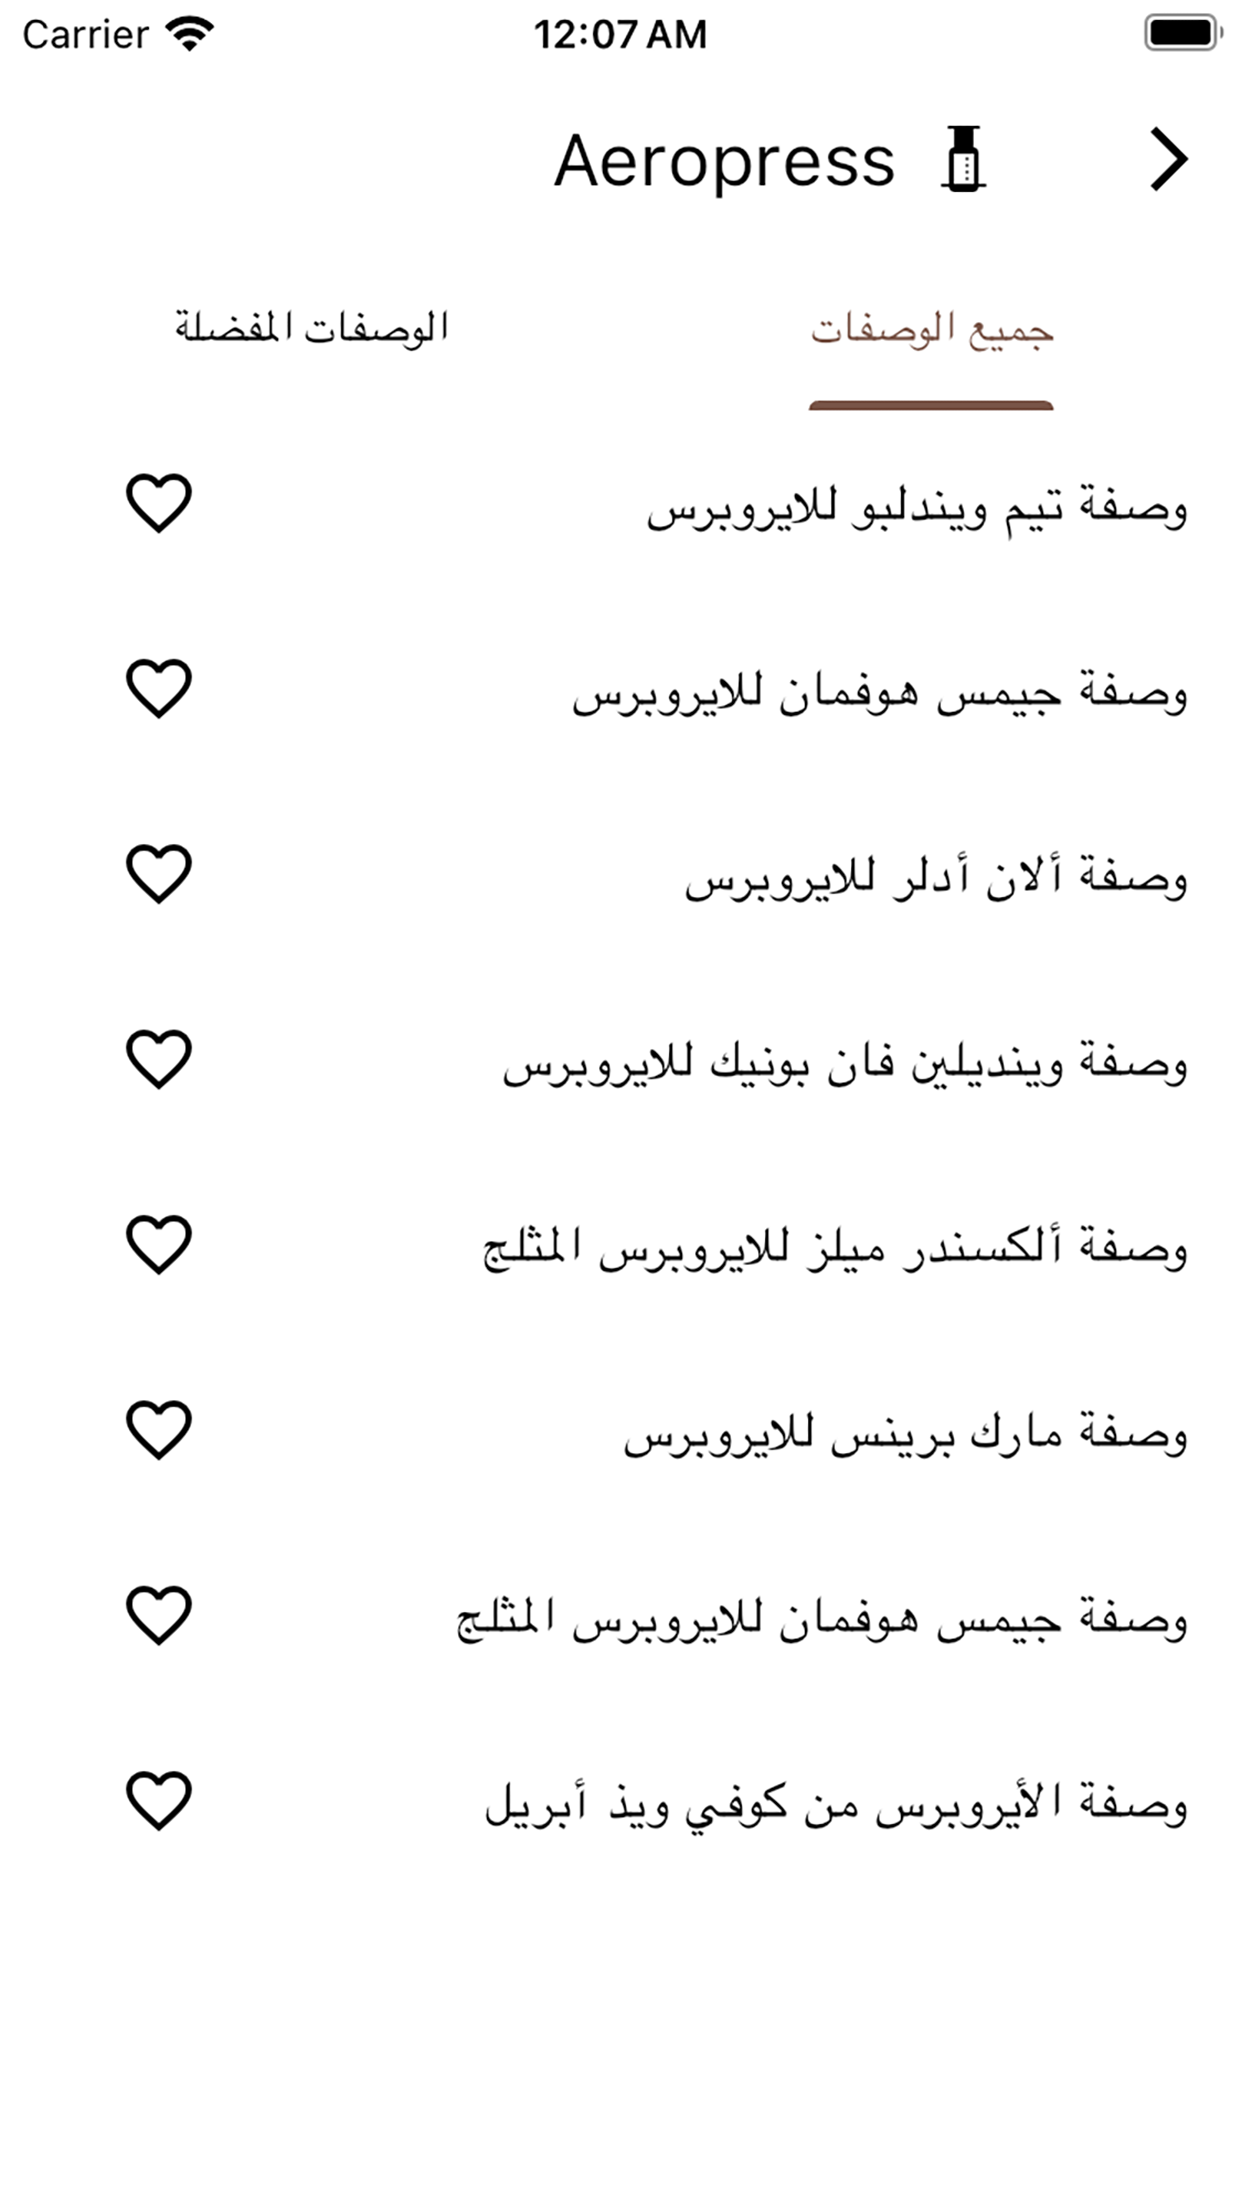 Carrier 12:07 AM
Aeropress
جميع الوصفات
الوصفات المفضلة
وصفة تيم ويندلبو للايروبرس
وصفة جيمس هوفمان للايروبرس
وصفة ألان أدلر للايروبرس
وصفة وينديلين فان بونيك للايروبرس
وصفة ألكسندر ميلز للايروبرس المثلج
وصفة مارك برينس للايروبرس
وصفة جيمس هوفمان للايروبرس المثلج
وصفة الأيروبرس من كوفي ويذ أبريل